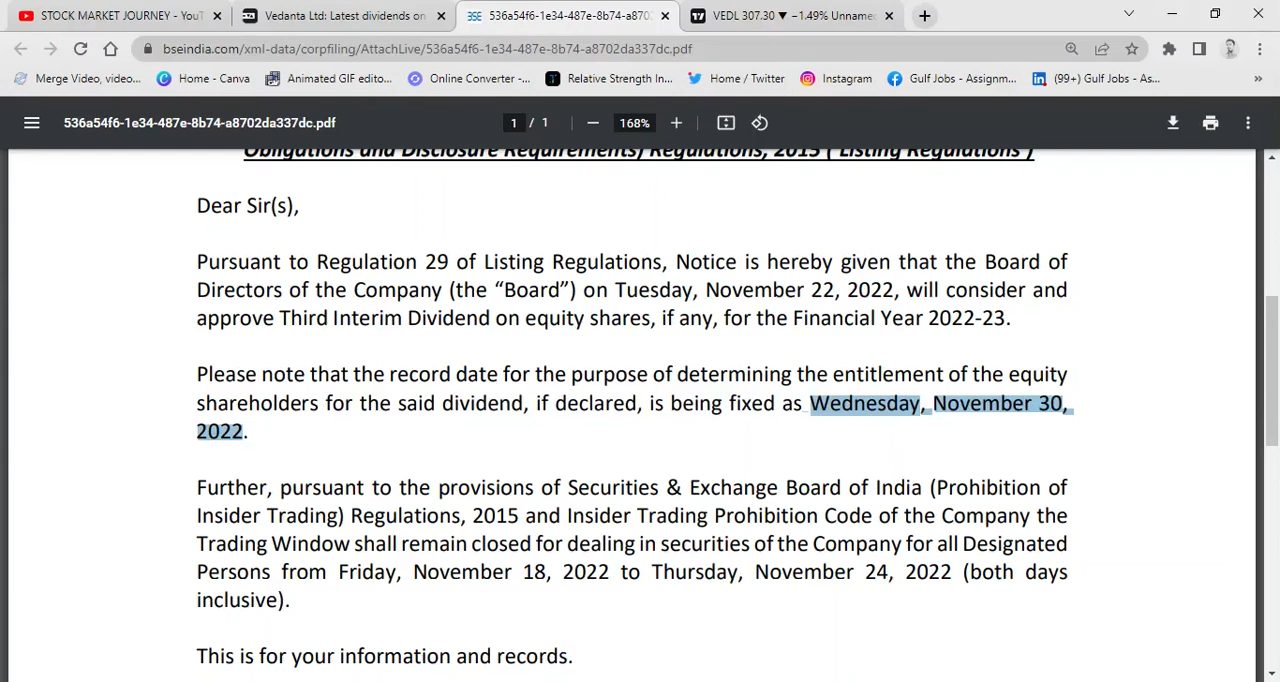 STOCK MARKET JOURNEY - YouT
Vedanta Ltd: Latest dividends on
536a54f6-1e34-487e-8b74-a870
VEDL 307.30 ▼ −1.49% Unname
bseindia.com/xml-data/corpfiling/AttachLive/536a54f6-1e34-487e-8b74-a8702da337dc.pdf
Merge Video, video...
Home - Canva
Animated GIF edito...
Online Converter -...
Relative Strength In...
Home / Twitter
Instagram
Gulf Jobs - Assignm...
(99+) Gulf Jobs - As...
»
536a54f6-1e34-487e-8b74-a8702da337dc.pdf
1 / 1
168%
Obligations and Disclosure Requirements) Regulations, 2015 ("Listing Regulations")
Dear Sir(s),
Pursuant to Regulation 29 of Listing Regulations, Notice is hereby given that the Board of
Directors of the Company (the “Board”) on Tuesday, November 22, 2022, will consider and
approve Third Interim Dividend on equity shares, if any, for the Financial Year 2022-23.
Please note that the record date for the purpose of determining the entitlement of the equity
shareholders for the said dividend, if declared, is being fixed as Wednesday, November 30,
2022.
Further, pursuant to the provisions of Securities & Exchange Board of India (Prohibition of
Insider Trading) Regulations, 2015 and Insider Trading Prohibition Code of the Company the
Trading Window shall remain closed for dealing in securities of the Company for all Designated
Persons from Friday, November 18, 2022 to Thursday, November 24, 2022 (both days
inclusive).
This is for your information and records.